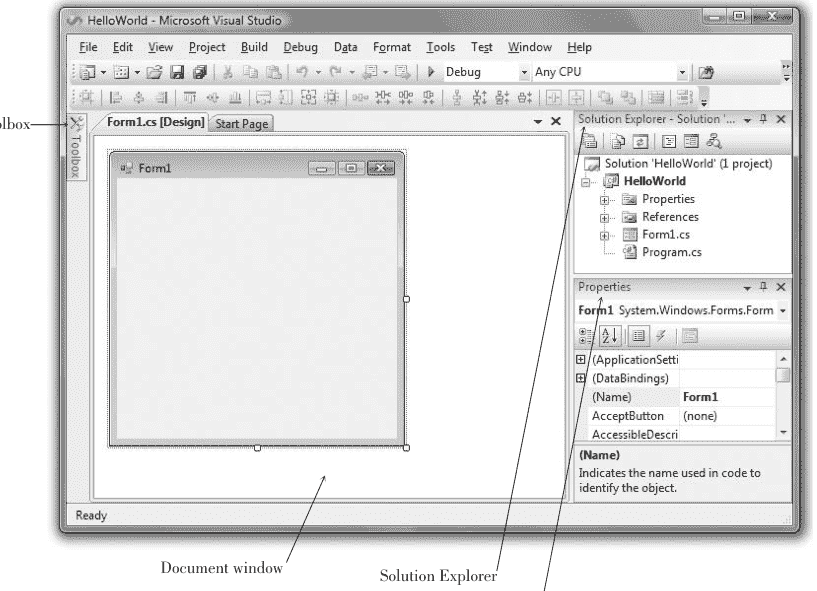 HelloWorld - Microsoft Visual Studio
File Edit View Project Build Debug Data Format Tools Test Window Help
Debug Any CPU
Form1.cs [Design] Start Page
Toolbox
Form1
Solution Explorer - Solution '...
Solution 'HelloWorld' (1 project)
HelloWorld
Properties
References
Form1.cs
Program.cs
Properties
Form1 System.Windows.Forms.Form
(ApplicationSetti
(DataBindings)
(Name) Form1
AcceptButton (none)
AccessibleDescri
(Name)
Indicates the name used in code to
identify the object.
Ready
Document window
Solution Explorer